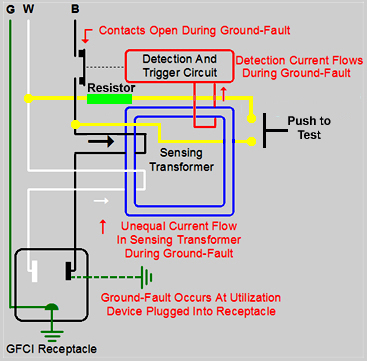 G W B
Contacts Open During Ground-Fault
Detection And
Trigger Circuit
Detection Current Flows
During Ground-Fault
Resistor
Push to
Test
Sensing
Transformer
Unequal Current Flow
In Sensing Transformer
During Ground-Fault
Ground-Fault Occurs At Utilization
Device Plugged Into Receptacle
GFCI Receptacle